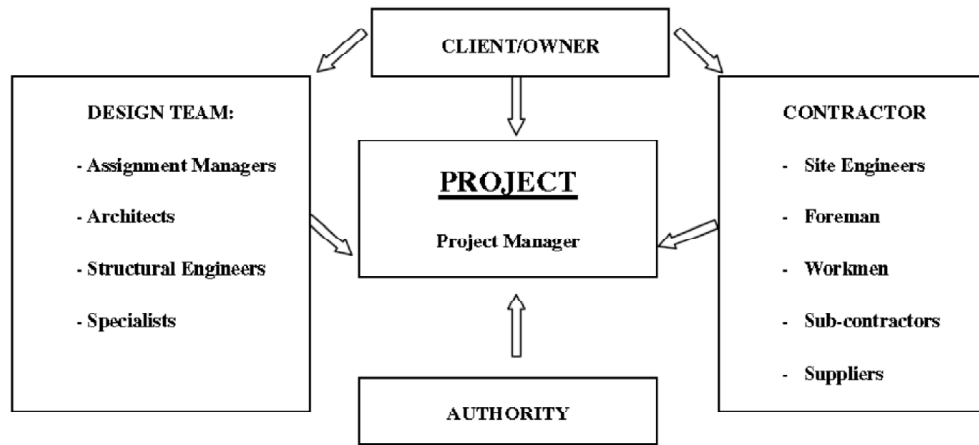 CLIENT/OWNER
DESIGN TEAM:
- Assignment Managers
- Architects
- Structural Engineers
- Specialists
PROJECT
Project Manager
CONTRACTOR
- Site Engineers
- Foreman
- Workmen
- Sub-contractors
- Suppliers
AUTHORITY